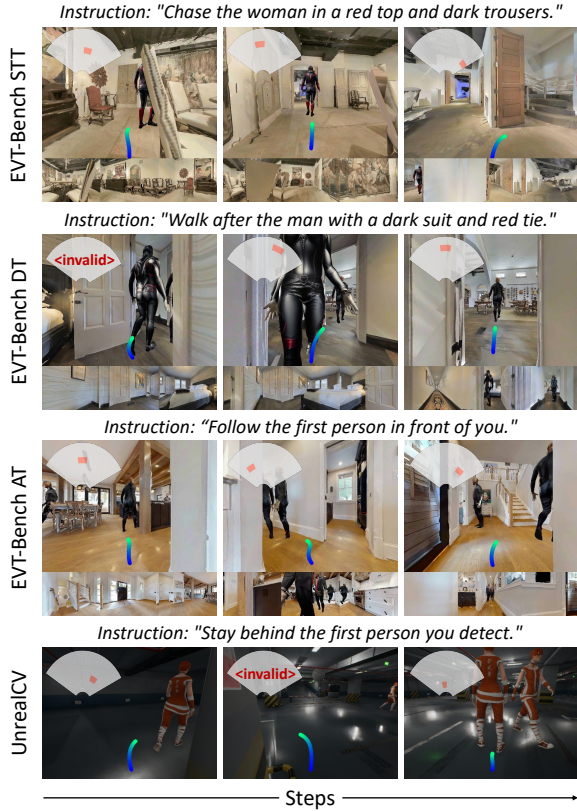 Instruction: "Chase the woman in a red top and dark trousers."
EVT-Bench STT
Instruction: "Walk after the man with a dark suit and red tie."
EVT-Bench DT
<invalid>
Instruction: “Follow the first person in front of you."
EVT-Bench AT
Instruction: "Stay behind the first person you detect."
UnrealCV
<invalid>
Steps